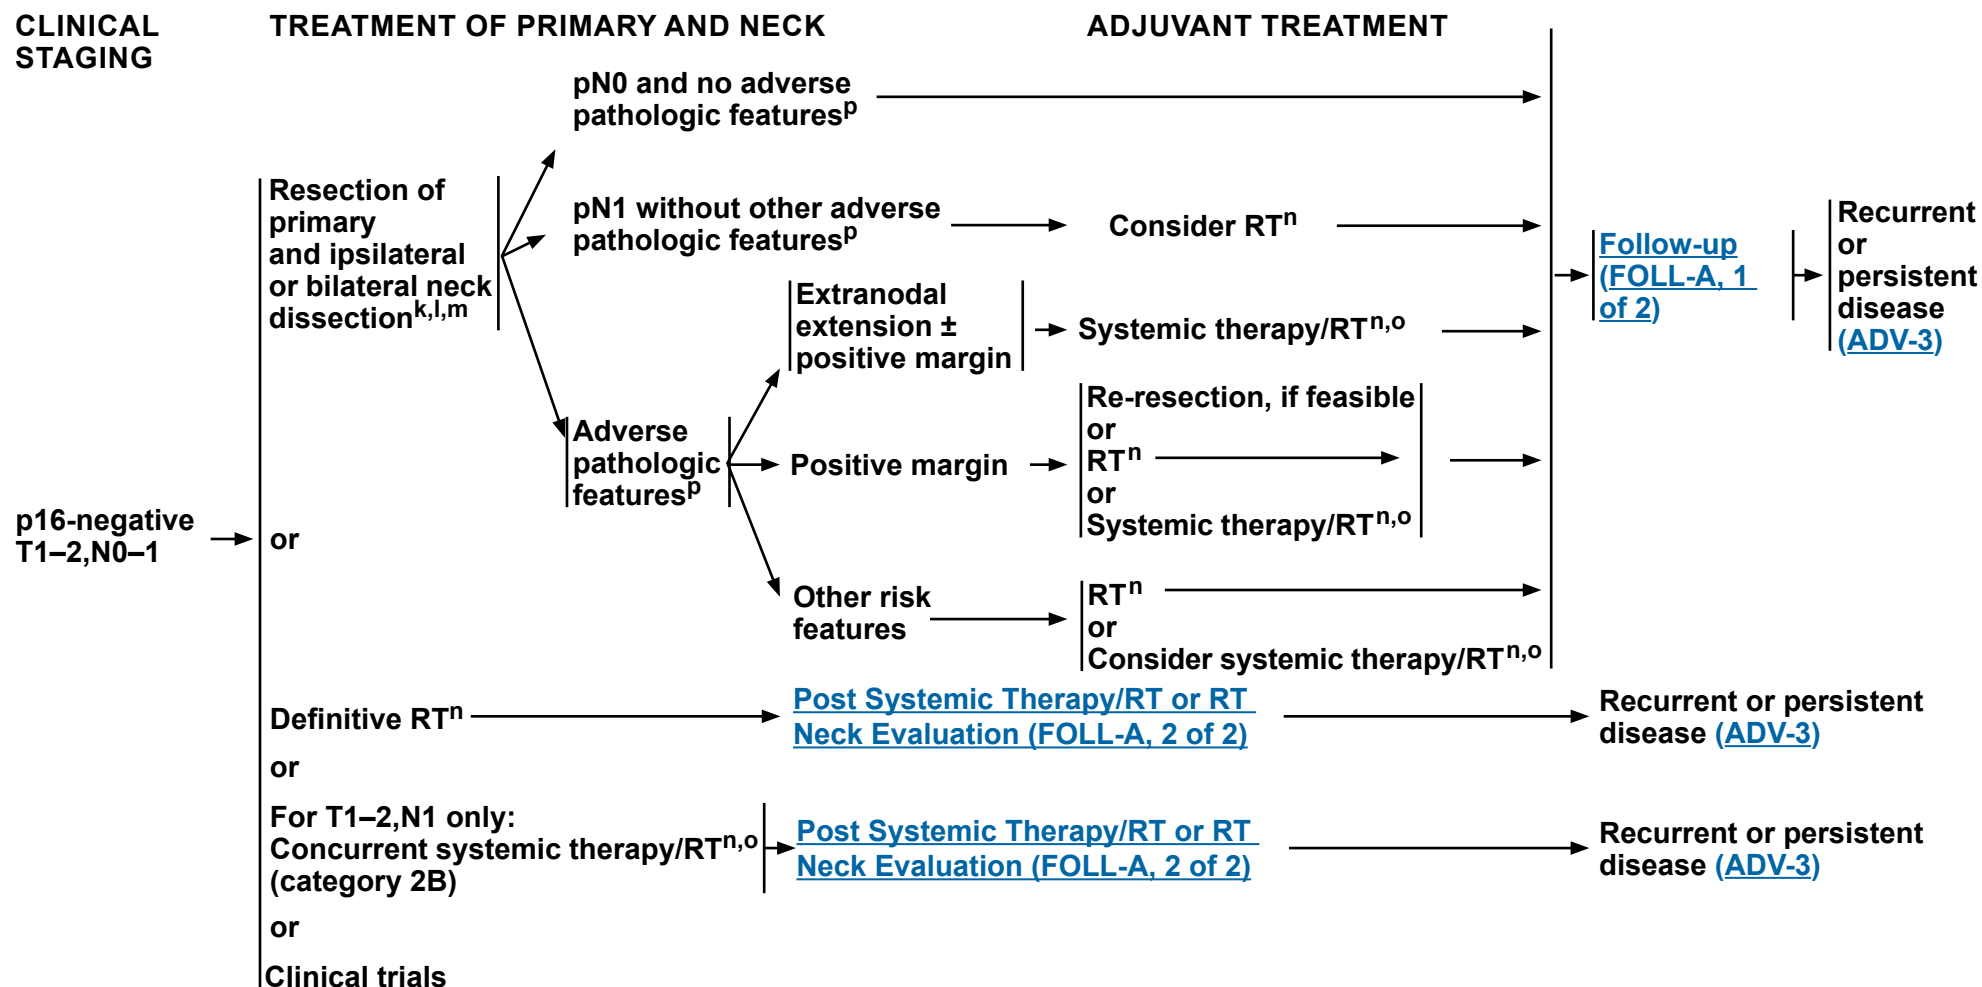 CLINICAL
STAGING
TREATMENT OF PRIMARY AND NECK
ADJUVANT TREATMENT
p16-negative
T1–2,N0–1
Resection of
primary
and ipsilateral
or bilateral neck
dissectionk,l,m
pN0 and no adverse
pathologic featuresp
pN1 without other adverse
pathologic featuresp
Consider RTn
Adverse
pathologic
featuresp
Extranodal
extension ±
positive margin
Systemic therapy/RTn,o
Positive margin
Re-resection, if feasible
or
RTn
or
Systemic therapy/RTn,o
Other risk
features
RTn
or
Consider systemic therapy/RTn,o
Follow-up
(FOLL-A, 1
of 2)
Recurrent
or
persistent
disease
(ADV-3)
or
Definitive RTn
Post Systemic Therapy/RT or RT
Neck Evaluation (FOLL-A, 2 of 2)
Recurrent or persistent
disease (ADV-3)
or
For T1–2,N1 only:
Concurrent systemic therapy/RTn,o
(category 2B)
Post Systemic Therapy/RT or RT
Neck Evaluation (FOLL-A, 2 of 2)
Recurrent or persistent
disease (ADV-3)
or
Clinical trials